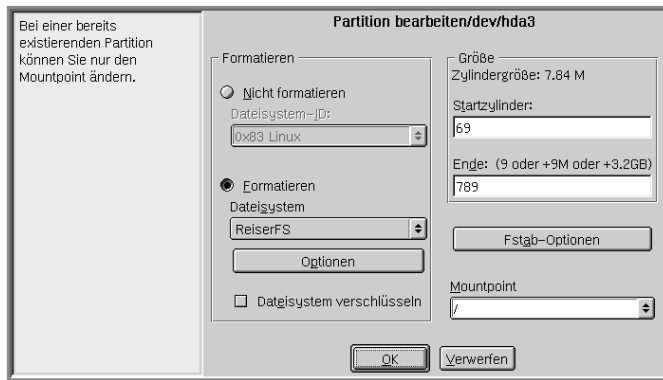 Bei einer bereits
existierenden Partition
können Sie nur den
Mountpoint ändern.
Partition bearbeiten/dev/hda3
Formatieren
Nicht formatieren
Dateisystem-ID:
0x83 Linux
Formatieren
Dateisystem
ReiserFS
Optionen
Dateisystem verschlüsseln
Größe
Zylindergröße: 7.84 M
Startzylinder:
69
Ende: (9 oder +9M oder +3.2GB)
789
Fstab-Optionen
Mountpoint
/
OK
Verwerfen